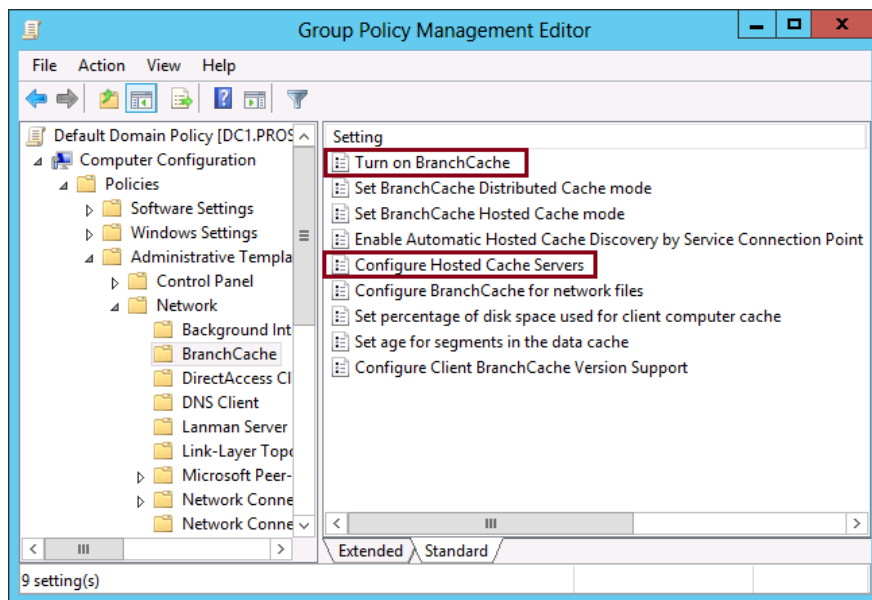 Group Policy Management Editor
File Action View Help
Default Domain Policy [DC1.PROS
Computer Configuration
Policies
Software Settings
Windows Settings
Administrative Templa
Control Panel
Network
Background Int
BranchCache
DirectAccess Cl
DNS Client
Lanman Server
Link-Layer Topo
Microsoft Peer-
Network Conne
Network Conne
Setting
Turn on BranchCache
Set BranchCache Distributed Cache mode
Set BranchCache Hosted Cache mode
Enable Automatic Hosted Cache Discovery by Service Connection Point
Configure Hosted Cache Servers
Configure BranchCache for network files
Set percentage of disk space used for client computer cache
Set age for segments in the data cache
Configure Client BranchCache Version Support
Extended Standard
9 setting(s)